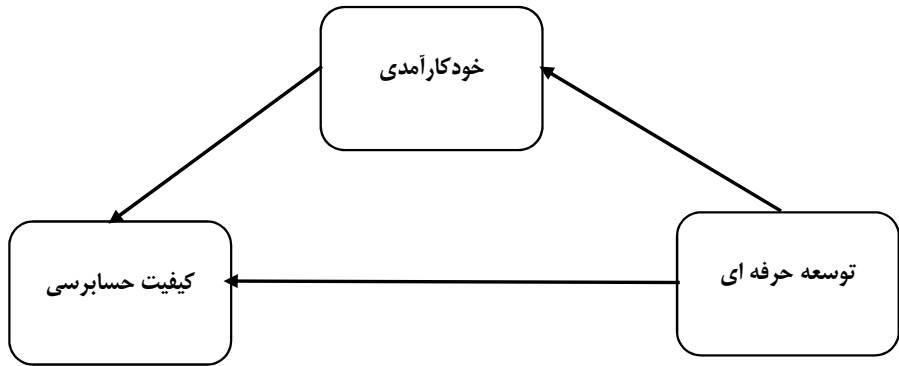 خودکارآمدی
توسعه حرفه ای
کیفیت حسابرسی